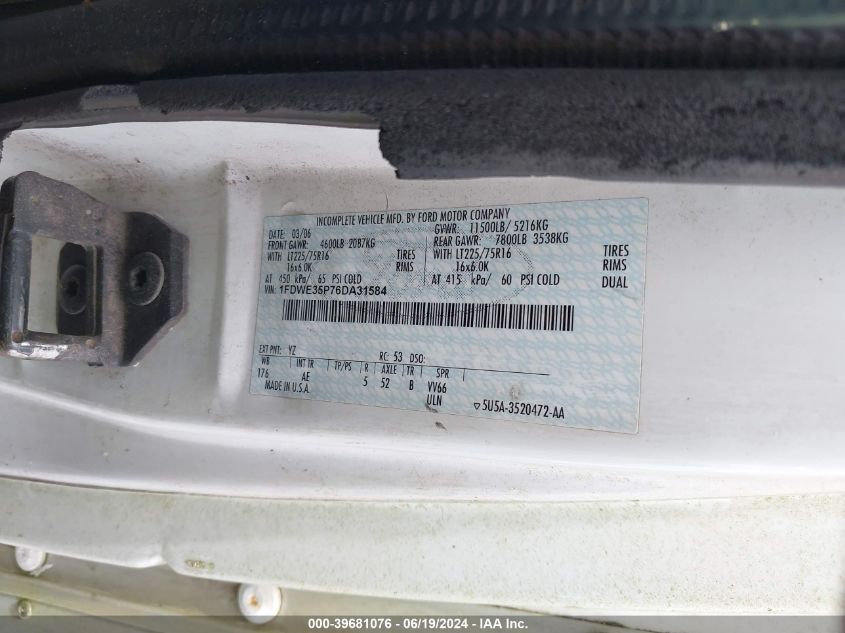 INCOMPLETE VEHICLE MFD. BY FORD MOTOR COMPANY
DATE: 03/06 GVWR: 11500LB/ 5216KG
FRONT GAWR: 4600LB 2087KG REAR GAWR: 7800LB 3538KG
WITH LT225/75R16 TIRES WITH LT225/75R16 TIRES
16x6.0K RIMS 16x6.0K RIMS
AT 450 kPa/ 65 PSI COLD AT 415 kPa/ 60 PSI COLD DUAL
VIN: 1FDWE35P76DA31584
EXT PNT: YZ RC: 53 DSO:
WB INT TR TP/PS R AXLE TR SPR
176 AE 5 52 B VV66
MADE IN U.S.A. ULN
5U5A-3520472-AA
000-39681076 - 06/19/2024 - IAA Inc.